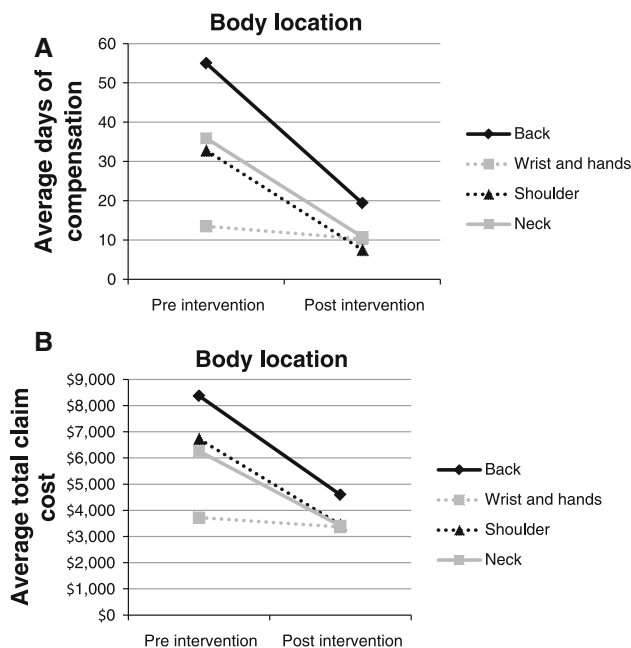 A
Body location
Average days of
compensation
60
50
40
30
20
10
0
Pre intervention
Post intervention
Back
Wrist and hands
Shoulder
Neck
B
Body location
Average total claim
cost
$9,000
$8,000
$7,000
$6,000
$5,000
$4,000
$3,000
$2,000
$1,000
$0
Pre intervention
Post intervention
Back
Wrist and hands
Shoulder
Neck